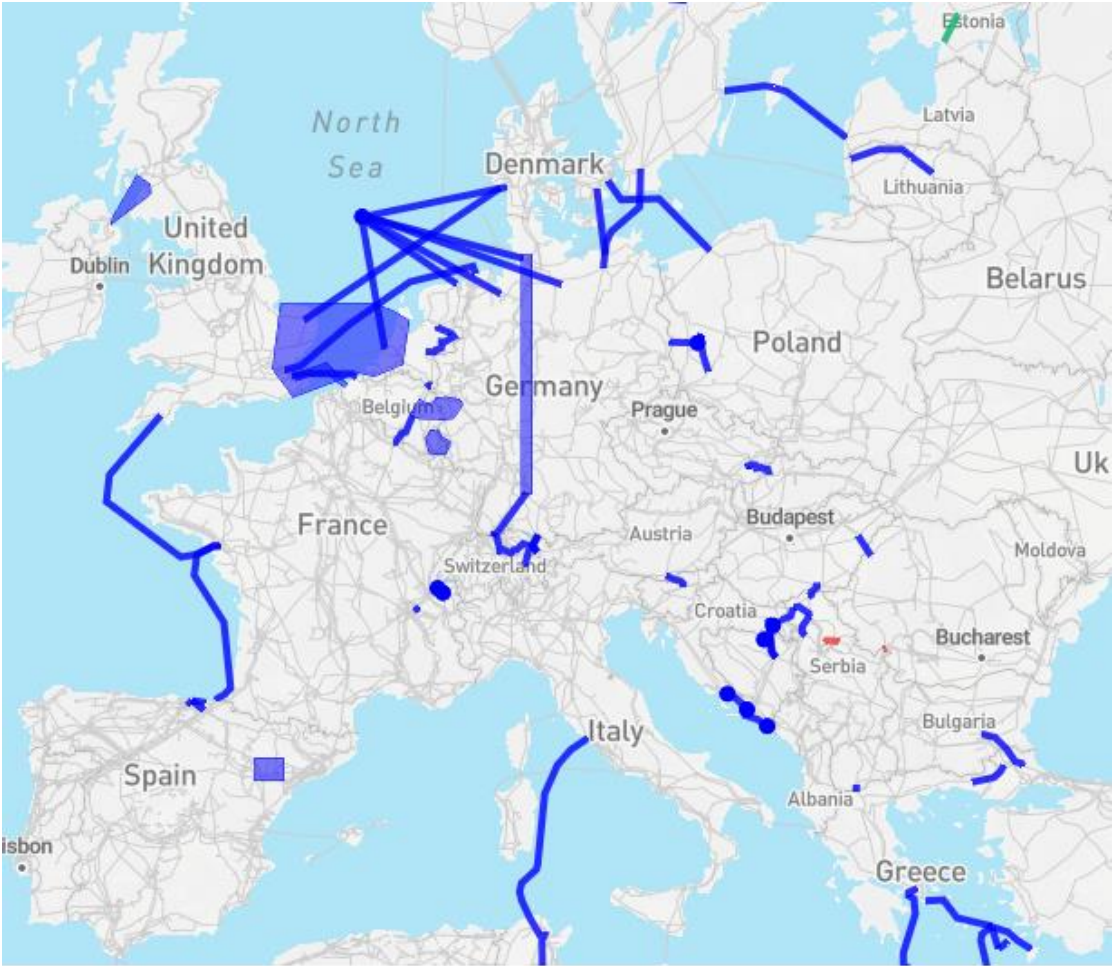 Estonia
North
Sea
Latvia
Denmark
Lithuania
United
Kingdom
Dublin
Belarus
Poland
Germany
Belgium
Prague
Uk
France
Budapest
Austria
Moldova
Switzerland
Croatia
Bucharest
Serbia
Bulgaria
Italy
Spain
Albania
isbon
Greece